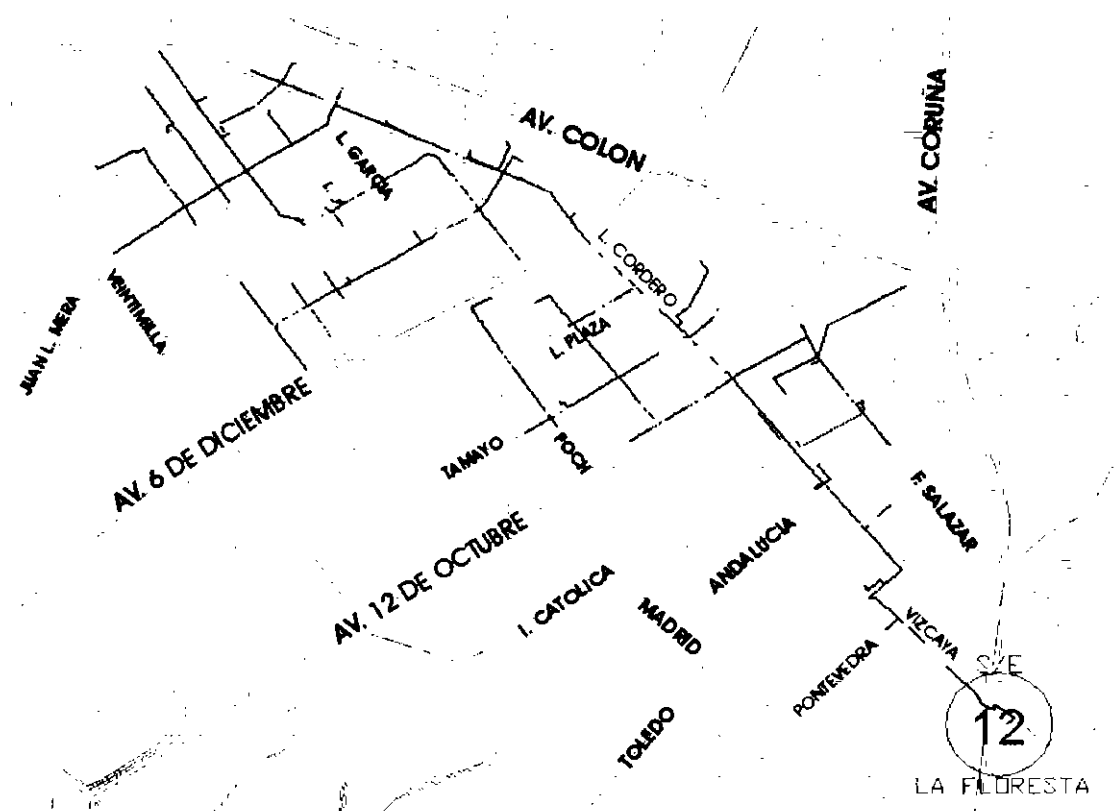 AV. COLON
AV. CORUÑA
L. GARCIA
L. CORDERO
JUAN L. MERA
VEINTIMILLA
L. PLAZA
AV. 6 DE DICIEMBRE
TAMAYO
FOCH
F. SALAZAR
AV. 12 DE OCTUBRE
I. CATOLICA
MADRID
ANDALUCIA
PONTEVEDRA
VIZCAYA
TOLEDO
S/E
12
LA FLORESTA